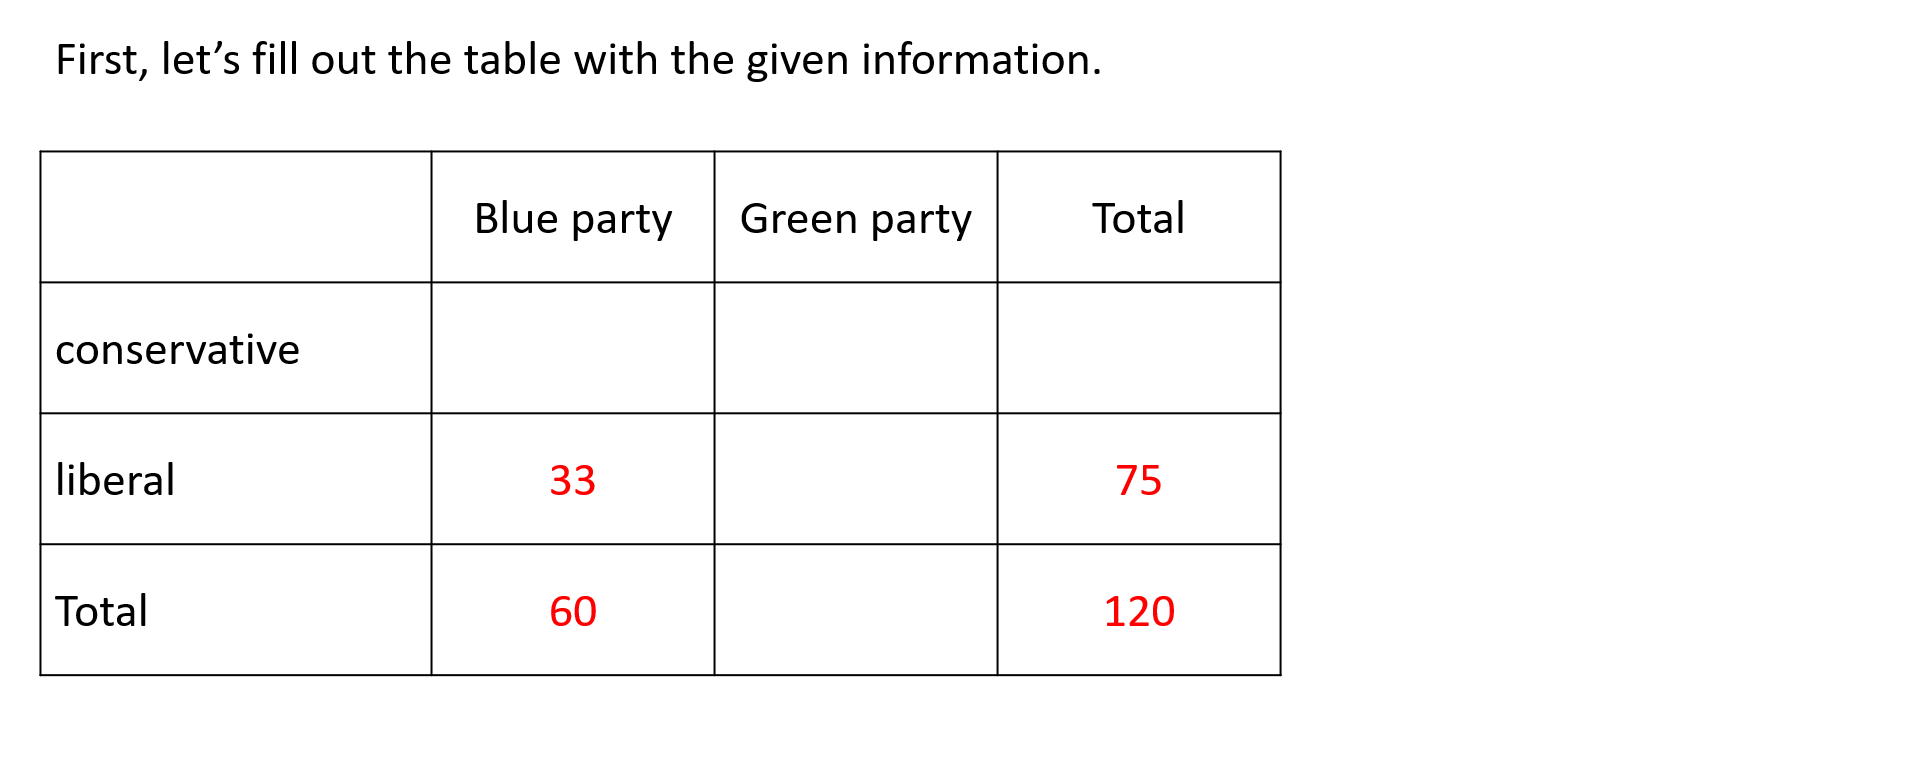 First, let’s fill out the table with the given information.
Blue party Green party Total
conservative
liberal 33 75
Total 60 120